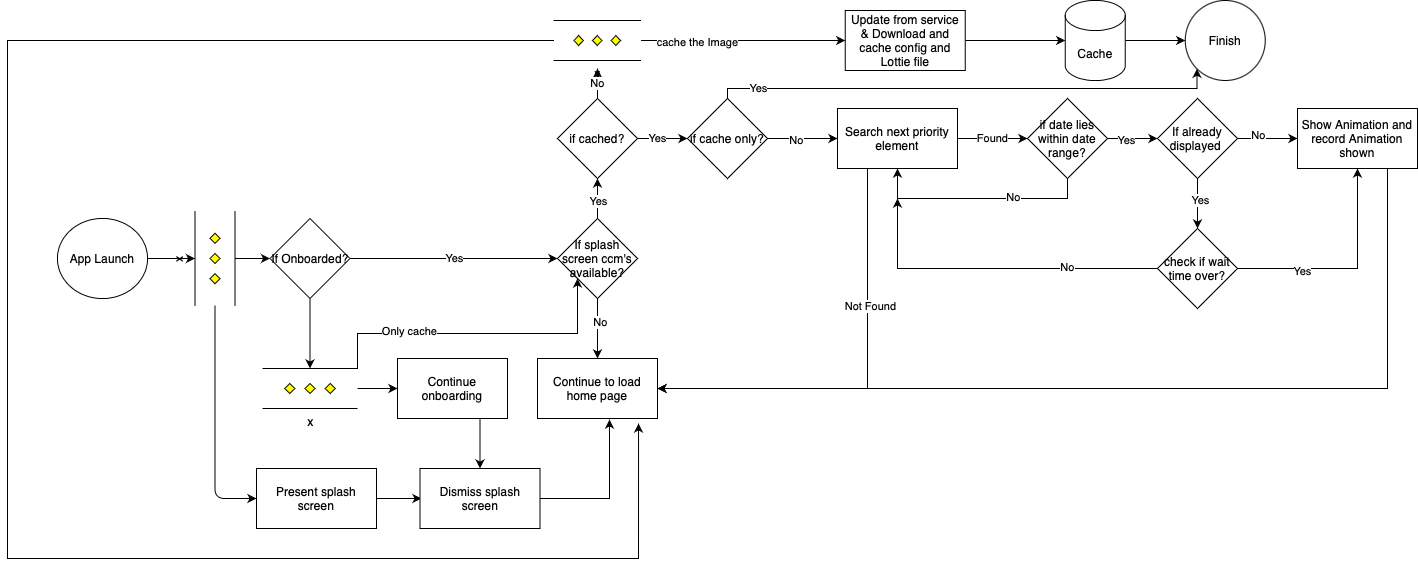 cache the Image
Update from service
& Download and
cache config and
Lottie file
Cache
Finish
No
Yes
if cached?
Yes
if cache only?
No
Search next priority
element
Found
if date lies
within date
range?
Yes
If already
displayed
No
Show Animation and
record Animation
shown
No
Yes
Yes
App Launch
x
If Onboarded?
Yes
If splash
screen ccm's
available?
No
check if wait
time over?
Yes
Not Found
Only cache
No
x
Continue
onboarding
Continue to load
home page
Present splash
screen
Dismiss splash
screen